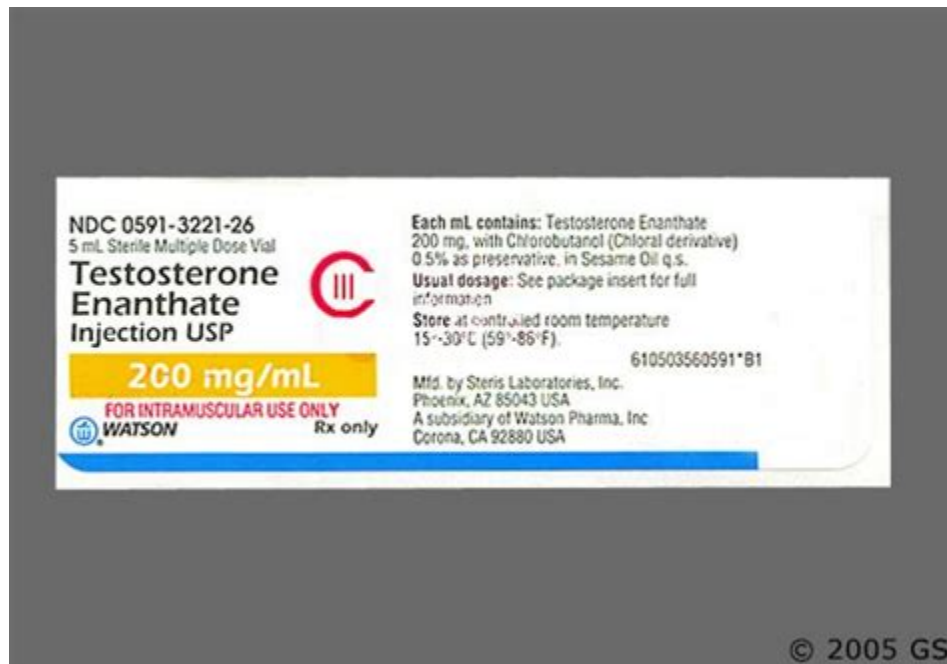 NDC 0591-3221-26
5 mL Sterile Multiple Dose Vial
Testosterone
Enanthate
Injection USP
CIII
200 mg/mL
FOR INTRAMUSCULAR USE ONLY
WATSON
Rx only
Each mL contains: Testosterone Enanthate
200 mg, with Chlorobutanol (Chloral derivative)
0.5% as preservative, in Sesame Oil q.s.
Usual dosage: See package insert for full
information
Store at controlled room temperature
15°-30°C (59°-86°F).
610503560591*B1
Mfd. by Steris Laboratories, Inc.
Phoenix, AZ 85043 USA
A subsidiary of Watson Pharma, Inc
Corona, CA 92880 USA
© 2005 GS